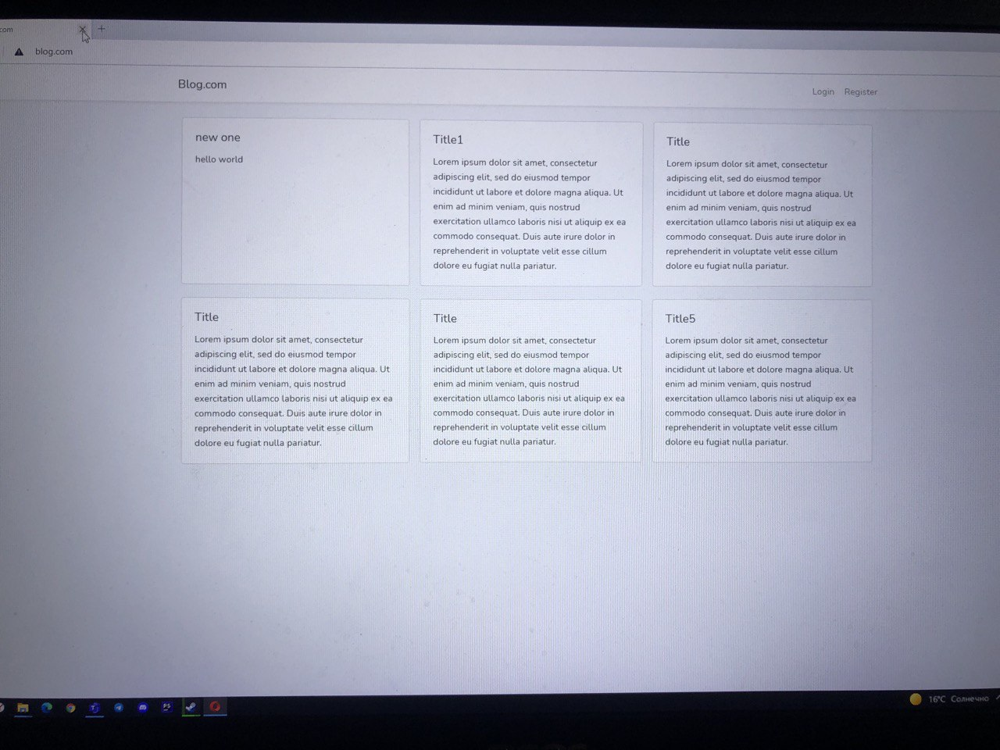 com
blog.com
Blog.com
Login Register
new one
hello world
Title1
Lorem ipsum dolor sit amet, consectetur
adipiscing elit, sed do eiusmod tempor
incididunt ut labore et dolore magna aliqua. Ut
enim ad minim veniam, quis nostrud
exercitation ullamco laboris nisi ut aliquip ex ea
commodo consequat. Duis aute irure dolor in
reprehenderit in voluptate velit esse cillum
dolore eu fugiat nulla pariatur.
Title
Lorem ipsum dolor sit amet, consectetur
adipiscing elit, sed do eiusmod tempor
incididunt ut labore et dolore magna aliqua. Ut
enim ad minim veniam, quis nostrud
exercitation ullamco laboris nisi ut aliquip ex ea
commodo consequat. Duis aute irure dolor in
reprehenderit in voluptate velit esse cillum
dolore eu fugiat nulla pariatur.
Title
Lorem ipsum dolor sit amet, consectetur
adipiscing elit, sed do eiusmod tempor
incididunt ut labore et dolore magna aliqua. Ut
enim ad minim veniam, quis nostrud
exercitation ullamco laboris nisi ut aliquip ex ea
commodo consequat. Duis aute irure dolor in
reprehenderit in voluptate velit esse cillum
dolore eu fugiat nulla pariatur.
Title
Lorem ipsum dolor sit amet, consectetur
adipiscing elit, sed do eiusmod tempor
incididunt ut labore et dolore magna aliqua. Ut
enim ad minim veniam, quis nostrud
exercitation ullamco laboris nisi ut aliquip ex ea
commodo consequat. Duis aute irure dolor in
reprehenderit in voluptate velit esse cillum
dolore eu fugiat nulla pariatur.
Title5
Lorem ipsum dolor sit amet, consectetur
adipiscing elit, sed do eiusmod tempor
incididunt ut labore et dolore magna aliqua. Ut
enim ad minim veniam, quis nostrud
exercitation ullamco laboris nisi ut aliquip ex ea
commodo consequat. Duis aute irure dolor in
reprehenderit in voluptate velit esse cillum
dolore eu fugiat nulla pariatur.
PS
16°C Солнечно